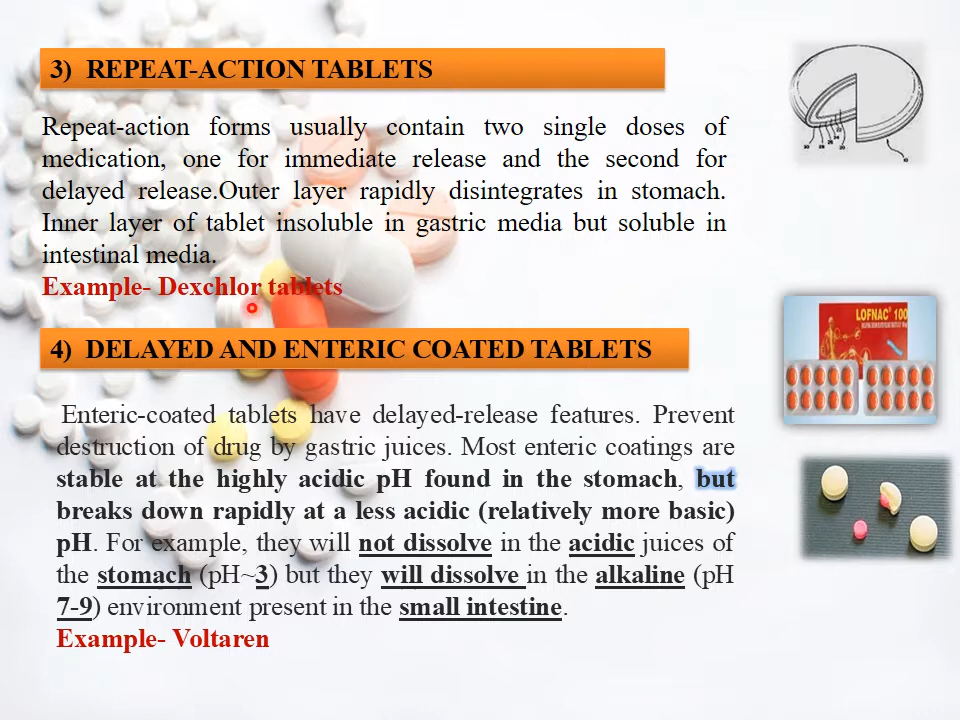 3) REPEAT-ACTION TABLETS
Repeat-action forms usually contain two single doses of
medication, one for immediate release and the second for
delayed release.Outer layer rapidly disintegrates in stomach.
Inner layer of tablet insoluble in gastric media but soluble in
intestinal media.
Example- Dexchlor tablets
LOFNAC 100
4) DELAYED AND ENTERIC COATED TABLETS
Enteric-coated tablets have delayed-release features. Prevent
destruction of drug by gastric juices. Most enteric coatings are
stable at the highly acidic pH found in the stomach, but
breaks down rapidly at a less acidic (relatively more basic)
pH. For example, they will not dissolve in the acidic juices of
the stomach (pH~3) but they will dissolve in the alkaline (pH
7-9) environment present in the small intestine.
Example- Voltaren